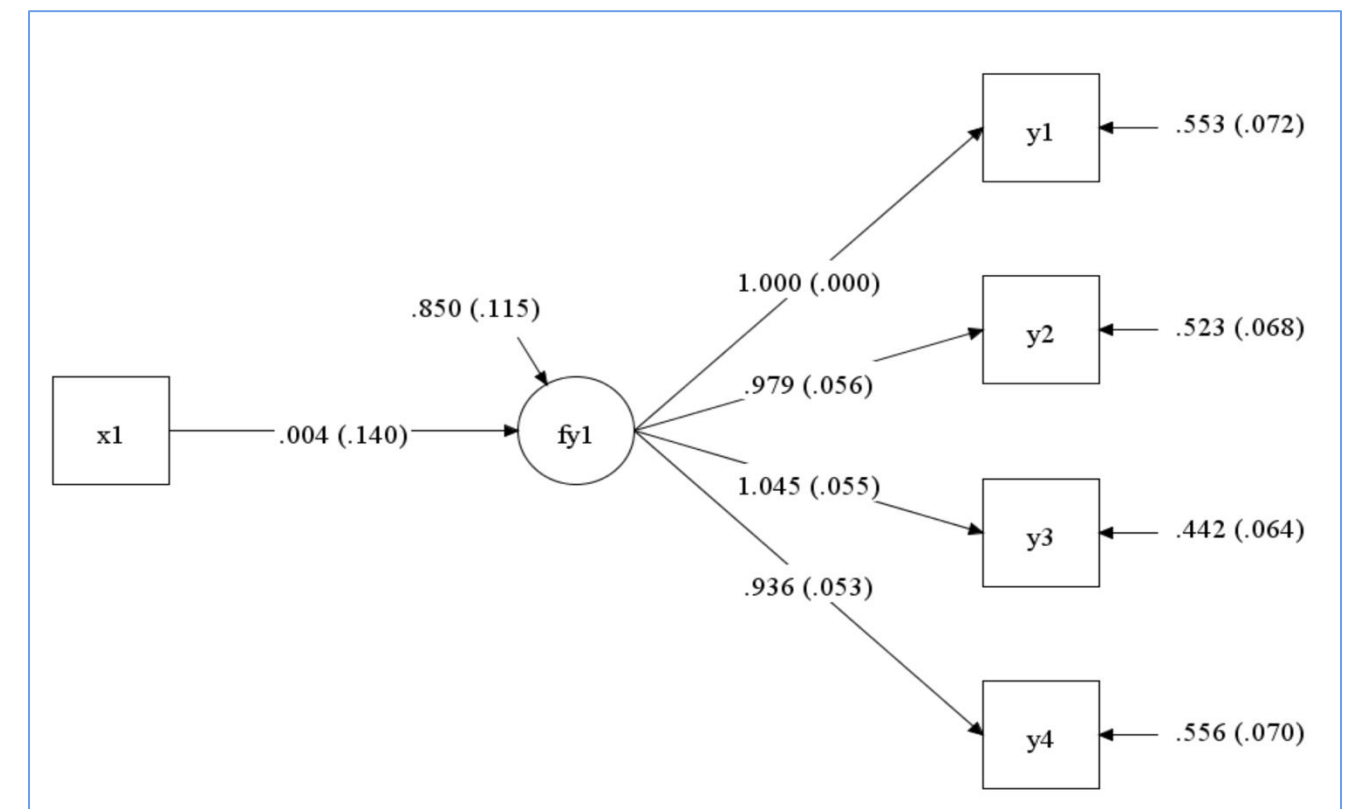 y1
.553 (.072)
1.000 (.000)
.850 (.115)
y2
.523 (.068)
.979 (.056)
x1
.004 (.140)
fy1
1.045 (.055)
y3
.442 (.064)
.936 (.053)
y4
.556 (.070)